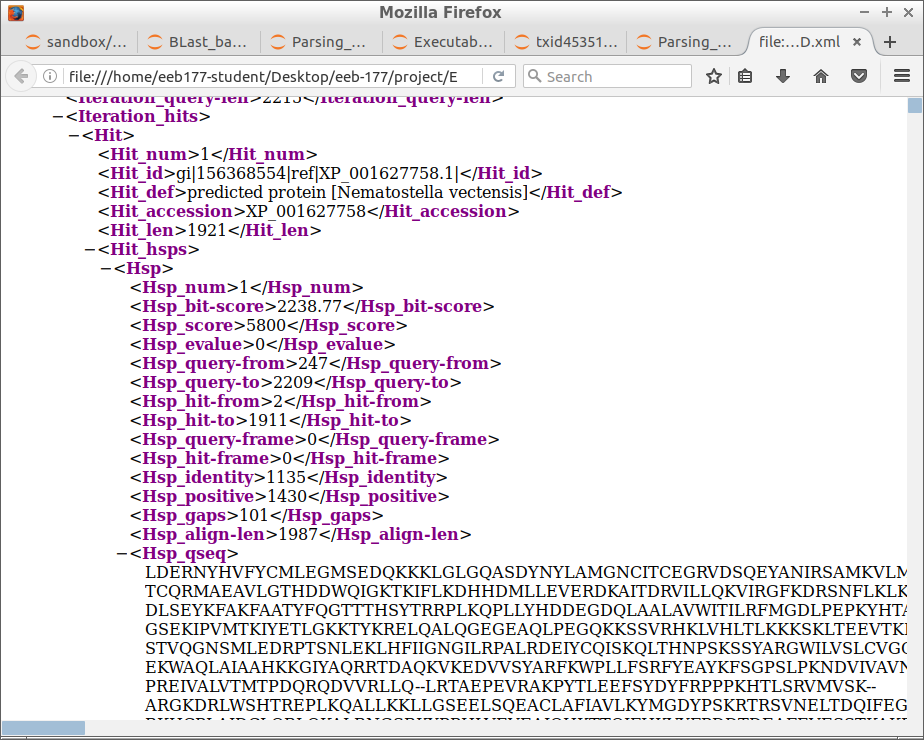 Mozilla Firefox
sandbox/... BLast_ba... Parsing_... Executab... txid45351... Parsing_... file:...D.xml
file:///home/eeb177-student/Desktop/eeb-177/project/E Search
<Iteration_query-len>2215</Iteration_query-len>
−<Iteration_hits>
−<Hit>
<Hit_num>1</Hit_num>
<Hit_id>gi|156368554|ref|XP_001627758.1|</Hit_id>
<Hit_def>predicted protein [Nematostella vectensis]</Hit_def>
<Hit_accession>XP_001627758</Hit_accession>
<Hit_len>1921</Hit_len>
−<Hit_hsps>
−<Hsp>
<Hsp_num>1</Hsp_num>
<Hsp_bit-score>2238.77</Hsp_bit-score>
<Hsp_score>5800</Hsp_score>
<Hsp_evalue>0</Hsp_evalue>
<Hsp_query-from>247</Hsp_query-from>
<Hsp_query-to>2209</Hsp_query-to>
<Hsp_hit-from>2</Hsp_hit-from>
<Hsp_hit-to>1911</Hsp_hit-to>
<Hsp_query-frame>0</Hsp_query-frame>
<Hsp_hit-frame>0</Hsp_hit-frame>
<Hsp_identity>1135</Hsp_identity>
<Hsp_positive>1430</Hsp_positive>
<Hsp_gaps>101</Hsp_gaps>
<Hsp_align-len>1987</Hsp_align-len>
−<Hsp_qseq>
LDERNYHVFYCMLEGMSEDQKKKLGLGQASDYNYLAMGNCITCEGRVDSQEYANIRSAMKVLM
TCQRMAEAVLGTHDDWQIGKTKIFLKDHHDMLLEVERDKAITDRVILLQKVIRGFKDRSNFLKLK
DLSEYKFAKFAATYFQGTTTHSYTRRPLKQPLLYHDDEGDQLAALAVWITILRFMGDLPEPKYHTA
GSEKIPVMTKIYETLGKKTYKRELQALQGEGEAQLPEGQKKSSVRHKLVHLTLKKKSKLTEEVTK
STVQGNSMLEDRPTSNLEKLHFIIGNGILRPALRDEIYCQISKQLTHNPSKSSYARGWILVSLCVG
EKWAQLAIAAHKKGIYAQRRTDAQKVKEDVVSYARFKWPLLFSRFYEAYKFSGPSLPKNDVIVAVN
PREIVALVTMTPDQRQDVVRLLQ--LRTAEPEVRAKPYTLEEFSYDYFRPPPKHTLSRVMVSK--
ARGKDRLWSHTREPLKQALLKKLLGSEELSQEACLAFIAVLKYMGDYPSKRTRSVNELTDQIFEG